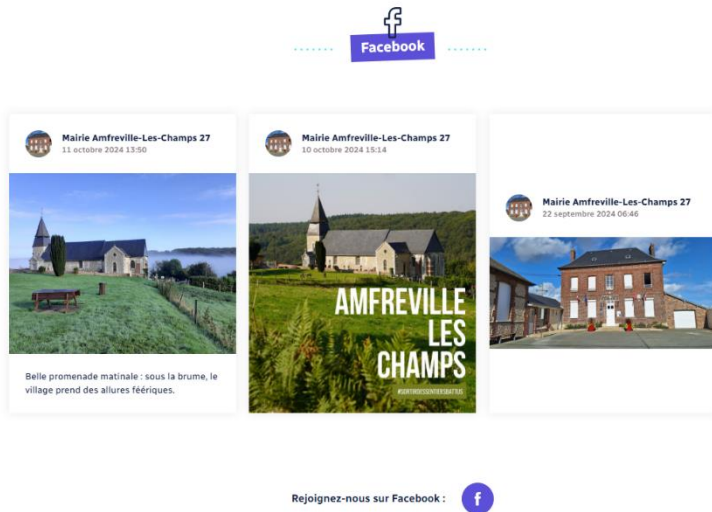 Facebook
Mairie Amfreville-Les-Champs 27
11 octobre 2024 13:50
Belle promenade matinale : sous la brume, le
village prend des allures féériques.
Mairie Amfreville-Les-Champs 27
10 octobre 2024 15:14
AMFREVILLE
LES
CHAMPS
#SORTIRDESSENTIERSBATTUS
Mairie Amfreville-Les-Champs 27
22 septembre 2024 06:46
Rejoignez-nous sur Facebook :